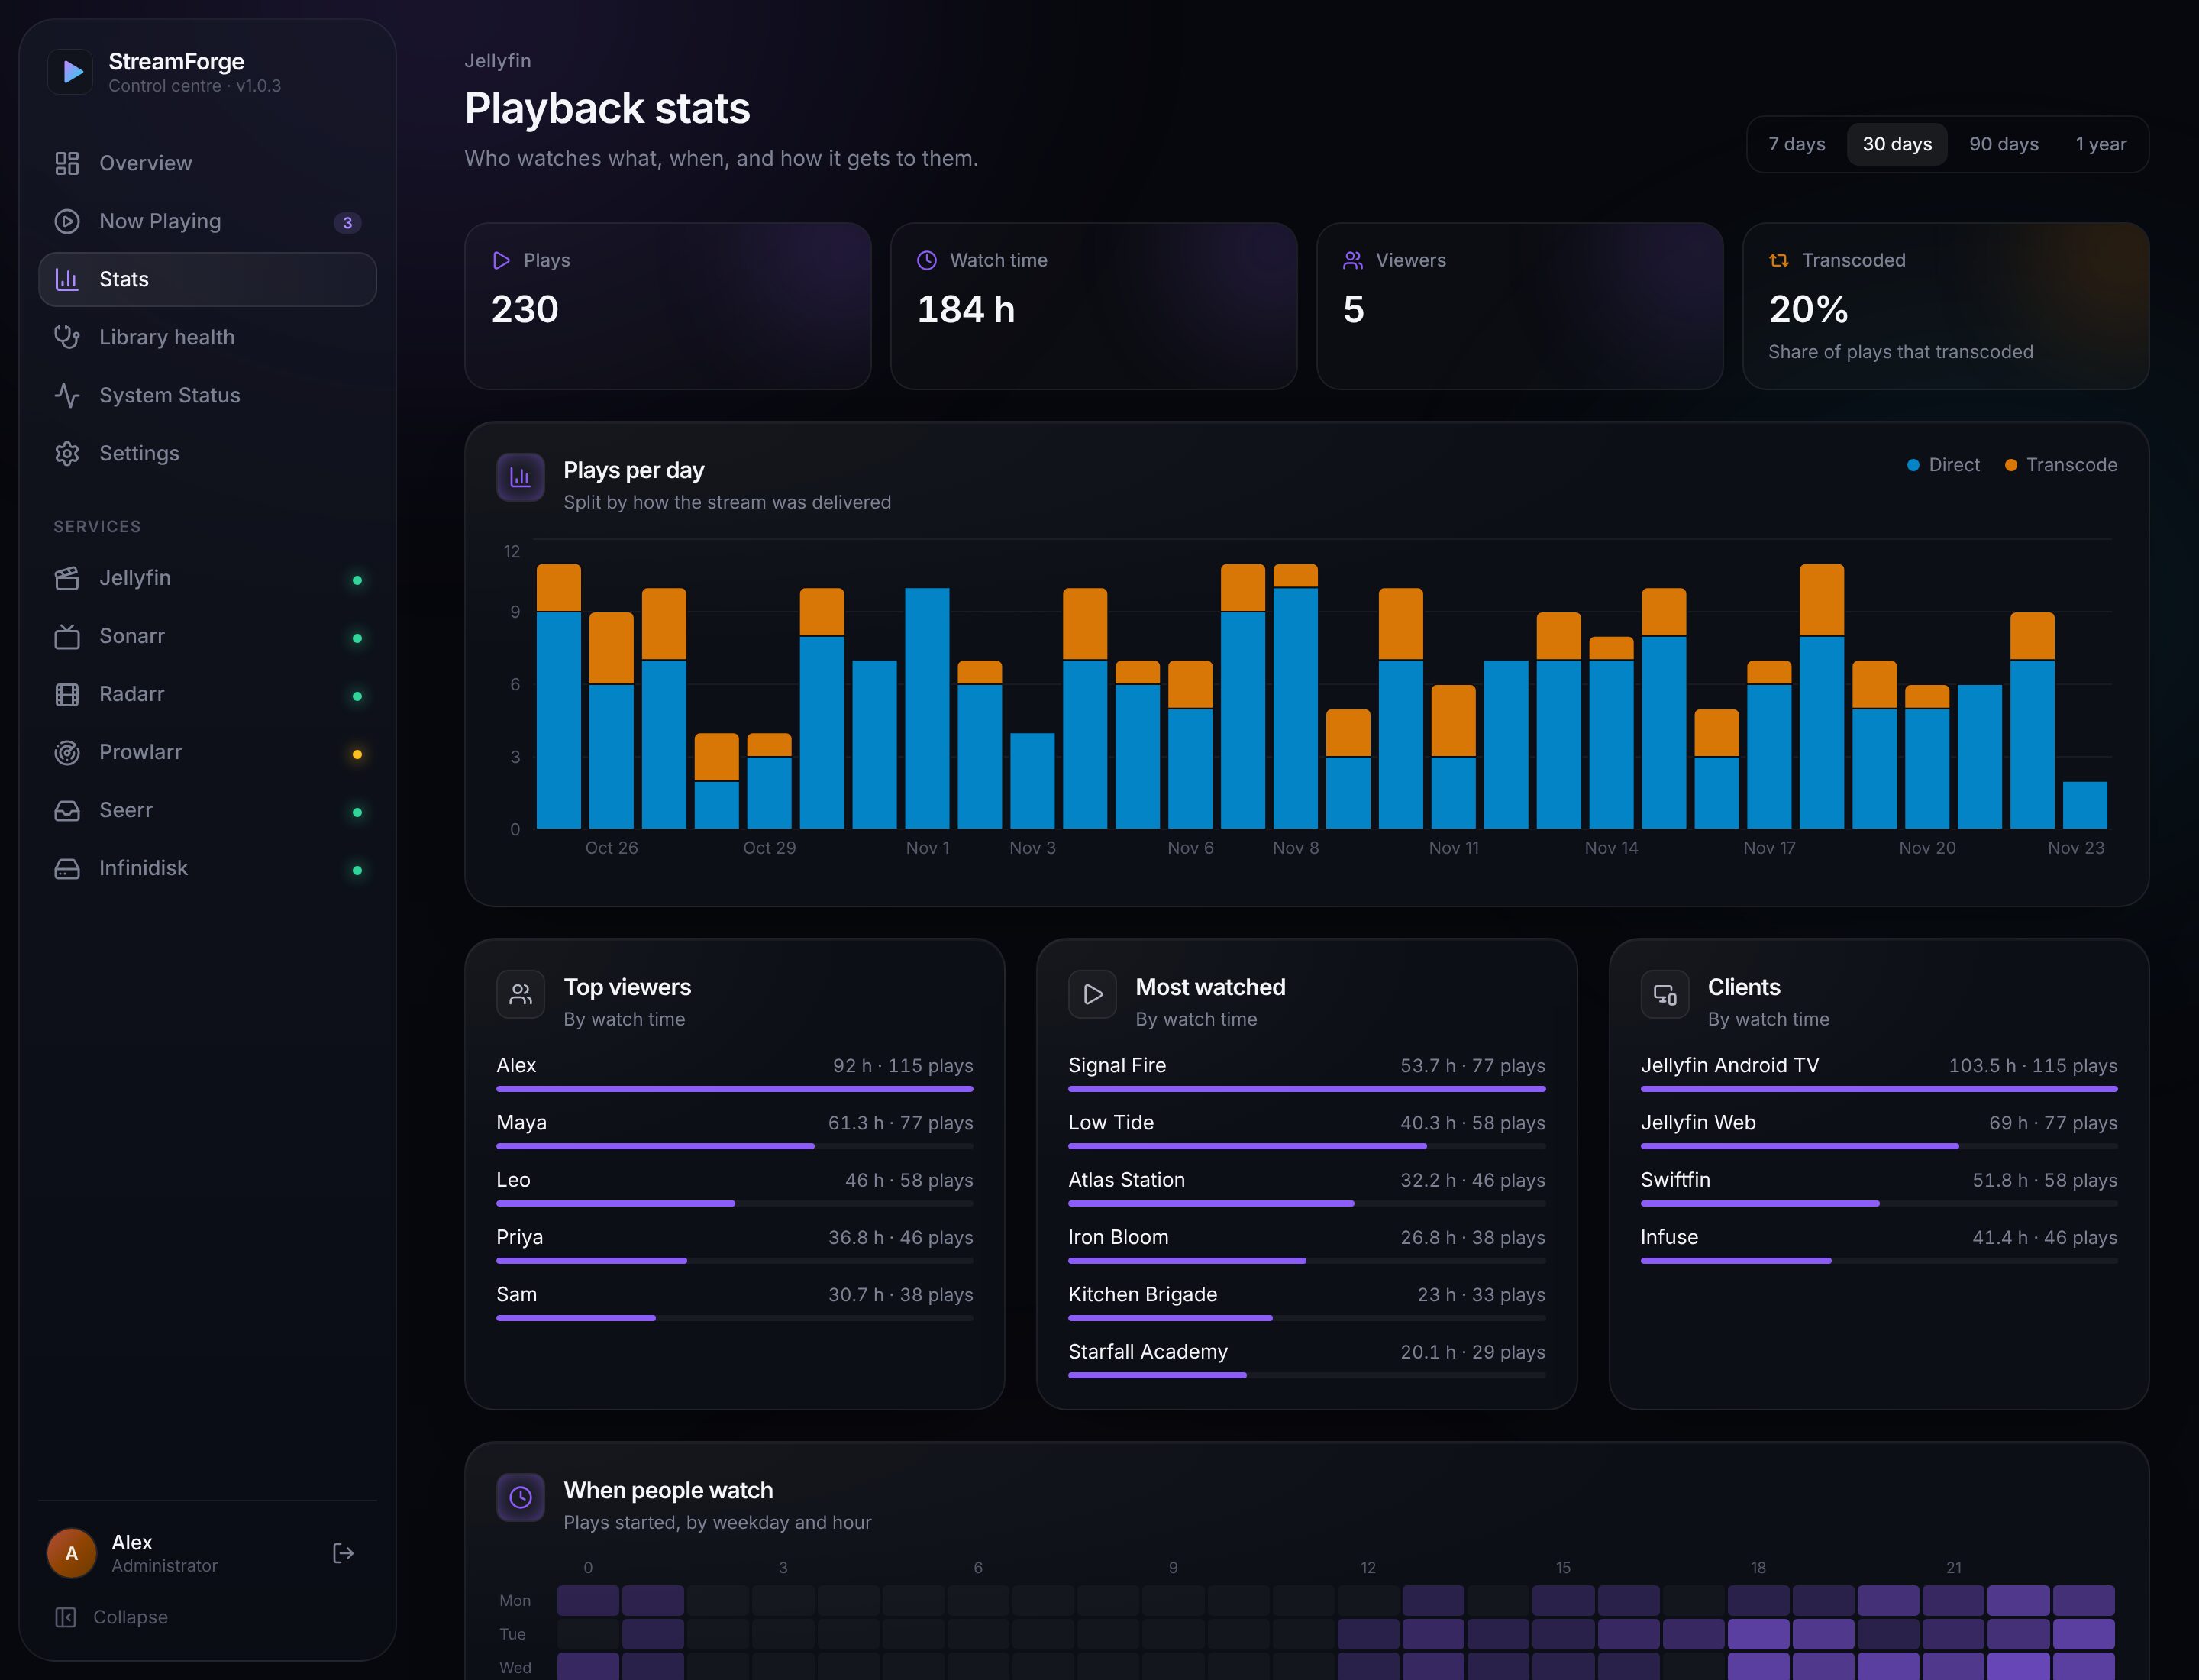 StreamForge
Control centre · v1.0.3
Overview
Now Playing 3
Stats
Library health
System Status
Settings
SERVICES
Jellyfin
Sonarr
Radarr
Prowlarr
Seerr
Infinidisk
A
Alex
Administrator
Collapse
Jellyfin
Playback stats
Who watches what, when, and how it gets to them.
7 days 30 days 90 days 1 year
Plays
230
Watch time
184 h
Viewers
5
Transcoded
20%
Share of plays that transcoded
Plays per day
Split by how the stream was delivered
Direct Transcode
12
9
6
3
0
Oct 26 Oct 29 Nov 1 Nov 3 Nov 6 Nov 8 Nov 11 Nov 14 Nov 17 Nov 20 Nov 23
Top viewers
By watch time
Alex 92 h · 115 plays
Maya 61.3 h · 77 plays
Leo 46 h · 58 plays
Priya 36.8 h · 46 plays
Sam 30.7 h · 38 plays
Most watched
By watch time
Signal Fire 53.7 h · 77 plays
Low Tide 40.3 h · 58 plays
Atlas Station 32.2 h · 46 plays
Iron Bloom 26.8 h · 38 plays
Kitchen Brigade 23 h · 33 plays
Starfall Academy 20.1 h · 29 plays
Clients
By watch time
Jellyfin Android TV 103.5 h · 115 plays
Jellyfin Web 69 h · 77 plays
Swiftfin 51.8 h · 58 plays
Infuse 41.4 h · 46 plays
When people watch
Plays started, by weekday and hour
0 3 6 9 12 15 18 21
Mon
Tue
Wed